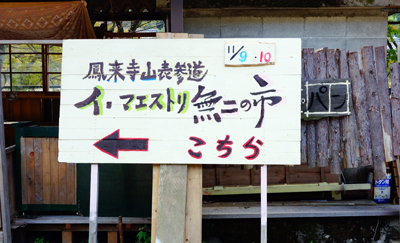 11/9・10
鳳来寺山表参道
イ・マエストリ 無二の市
こちら
パン